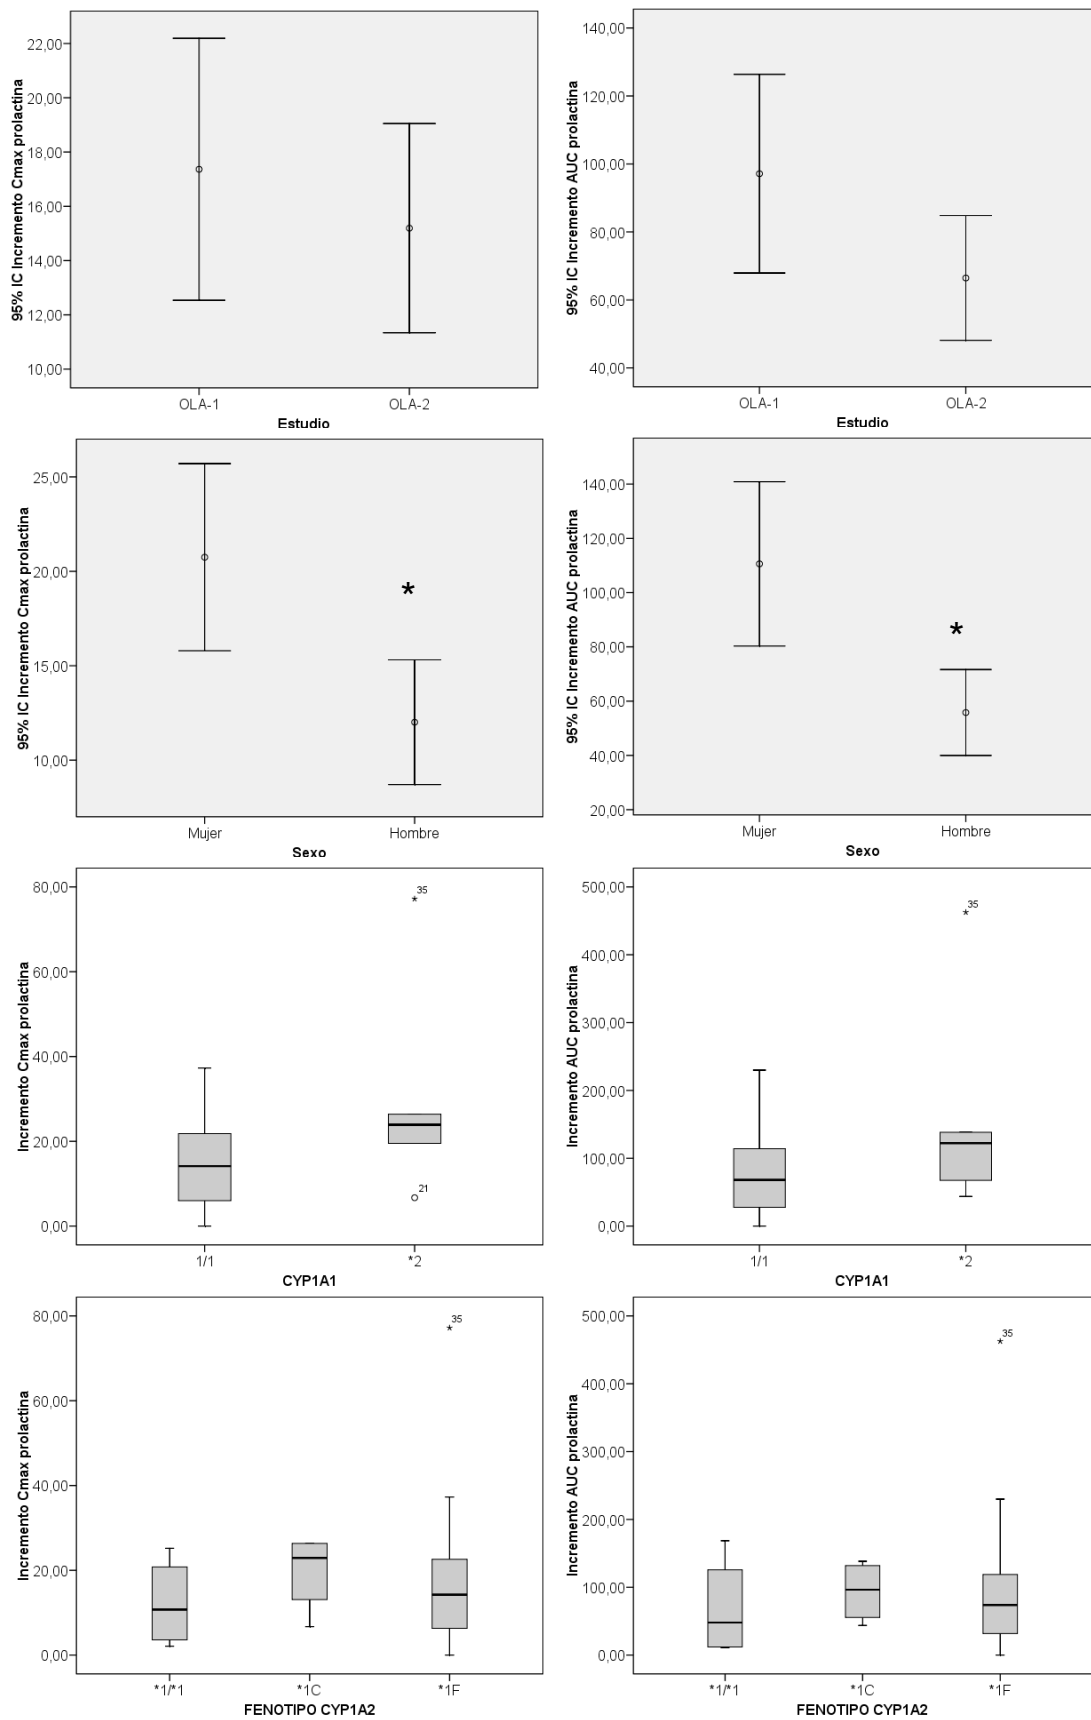 95% IC Incremento Cmax prolactina
22,00
20,00
18,00
16,00
14,00
12,00
10,00
OLA-1
OLA-2
Estudio
95% IC Incremento AUC prolactina
140,00
120,00
100,00
80,00
60,00
40,00
OLA-1
OLA-2
Estudio
95% IC Incremento Cmax prolactina
25,00
20,00
15,00
10,00
*
Mujer
Hombre
Sexo
95% IC Incremento AUC prolactina
140,00
120,00
100,00
80,00
60,00
40,00
20,00
*
Mujer
Hombre
Sexo
Incremento Cmax prolactina
80,00
60,00
40,00
20,00
0,00
35
21
1/1
*2
CYP1A1
Incremento AUC prolactina
500,00
400,00
300,00
200,00
100,00
0,00
35
1/1
*2
CYP1A1
Incremento Cmax prolactina
80,00
60,00
40,00
20,00
0,00
35
*1/*1
*1C
*1F
FENOTIPO CYP1A2
Incremento AUC prolactina
500,00
400,00
300,00
200,00
100,00
0,00
35
*1/*1
*1C
*1F
FENOTIPO CYP1A2